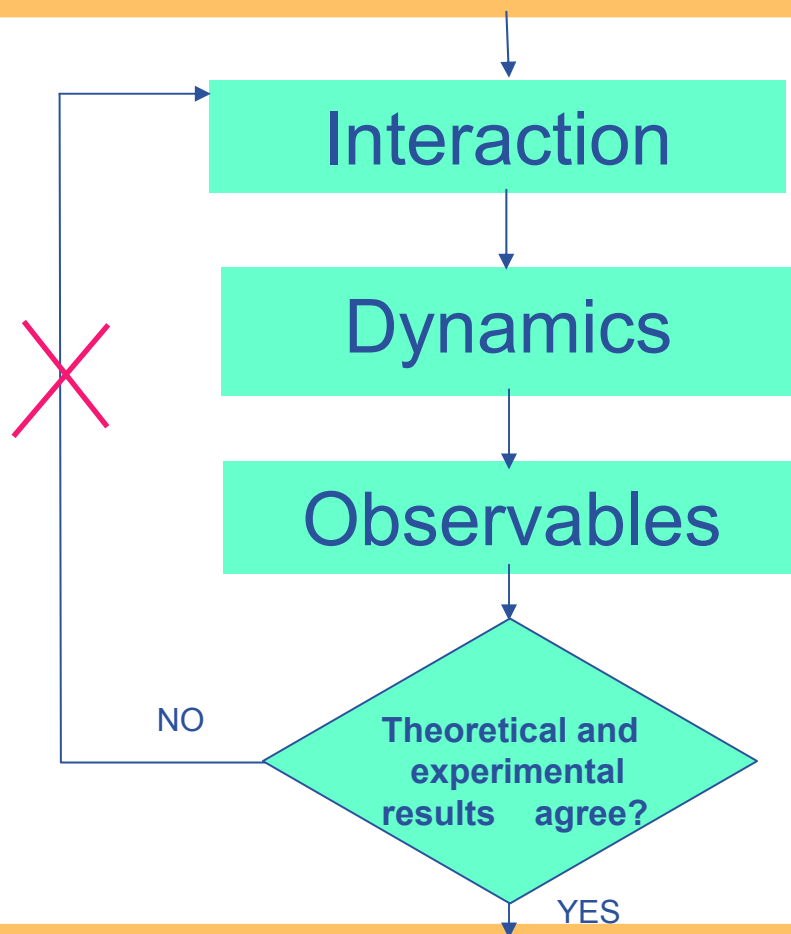 Interaction
Dynamics
Observables
NO
Theoretical and
experimental
results agree?
YES